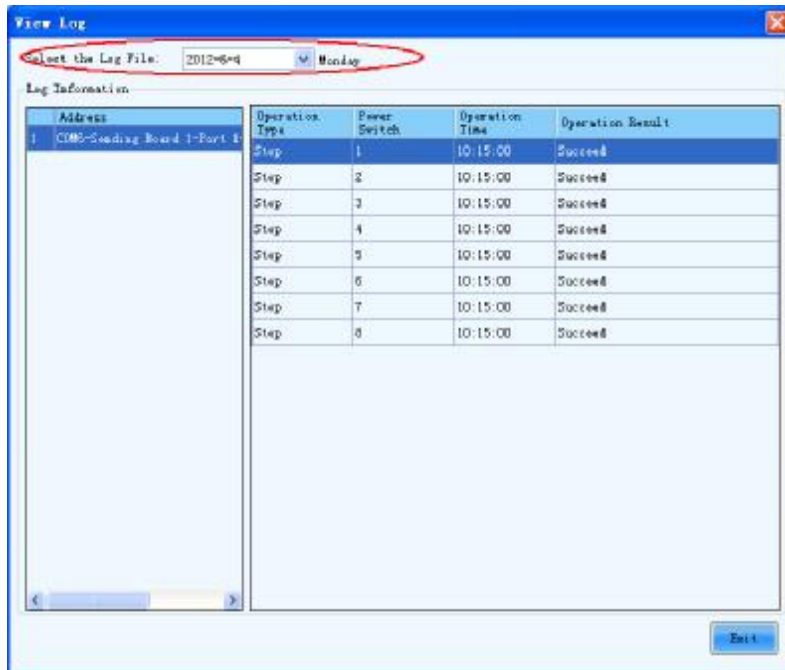 View Log
Select the Log File: 2012-6-4 Monday
Log Information
Address
1 COM6-Sending Board 1-Port 1-
Operation Type Power Switch Operation Time Operation Result
Step 1 10:15:00 Succeed
Step 2 10:15:00 Succeed
Step 3 10:15:00 Succeed
Step 4 10:15:00 Succeed
Step 5 10:15:00 Succeed
Step 6 10:15:00 Succeed
Step 7 10:15:00 Succeed
Step 8 10:15:00 Succeed
Exit